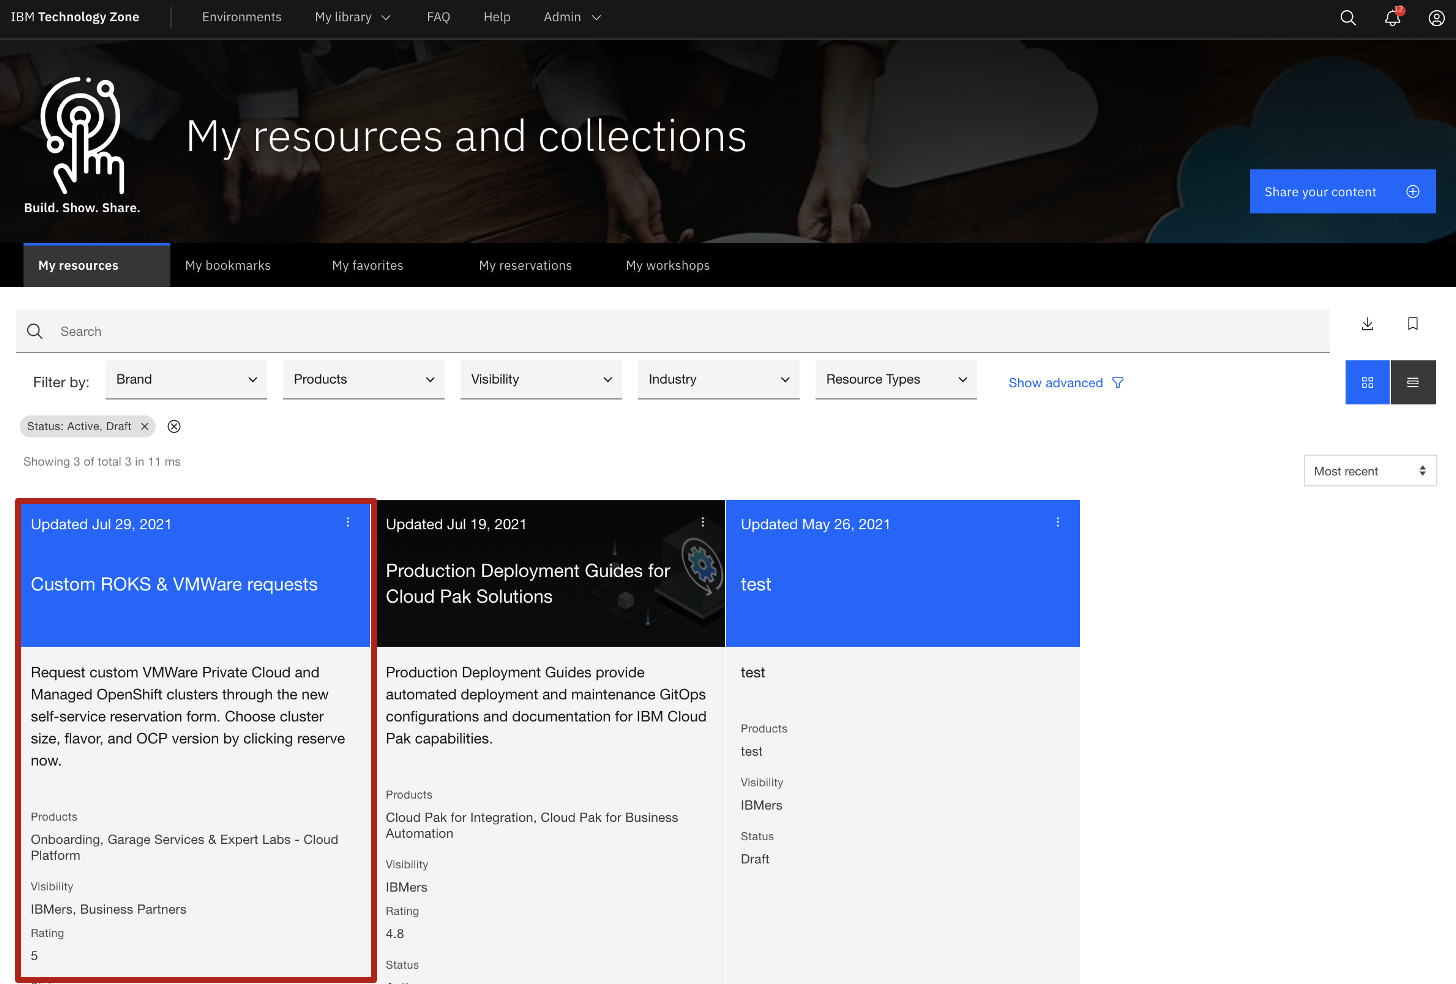 IBM Technology Zone
Environments
My library
FAQ
Help
Admin
12
Build. Show. Share.
My resources and collections
Share your content
My resources
My bookmarks
My favorites
My reservations
My workshops
Search
Filter by:
Brand
Products
Visibility
Industry
Resource Types
Show advanced
Status: Active, Draft
Showing 3 of total 3 in 11 ms
Most recent
Updated Jul 29, 2021
Custom ROKS & VMWare requests
Request custom VMWare Private Cloud and
Managed OpenShift clusters through the new
self-service reservation form. Choose cluster
size, flavor, and OCP version by clicking reserve
now.
Products
Onboarding, Garage Services & Expert Labs - Cloud
Platform
Visibility
IBMers, Business Partners
Rating
5
Updated Jul 19, 2021
Production Deployment Guides for
Cloud Pak Solutions
Production Deployment Guides provide
automated deployment and maintenance GitOps
configurations and documentation for IBM Cloud
Pak capabilities.
Products
Cloud Pak for Integration, Cloud Pak for Business
Automation
Visibility
IBMers
Rating
4.8
Status
Updated May 26, 2021
test
test
Products
test
Visibility
IBMers
Status
Draft